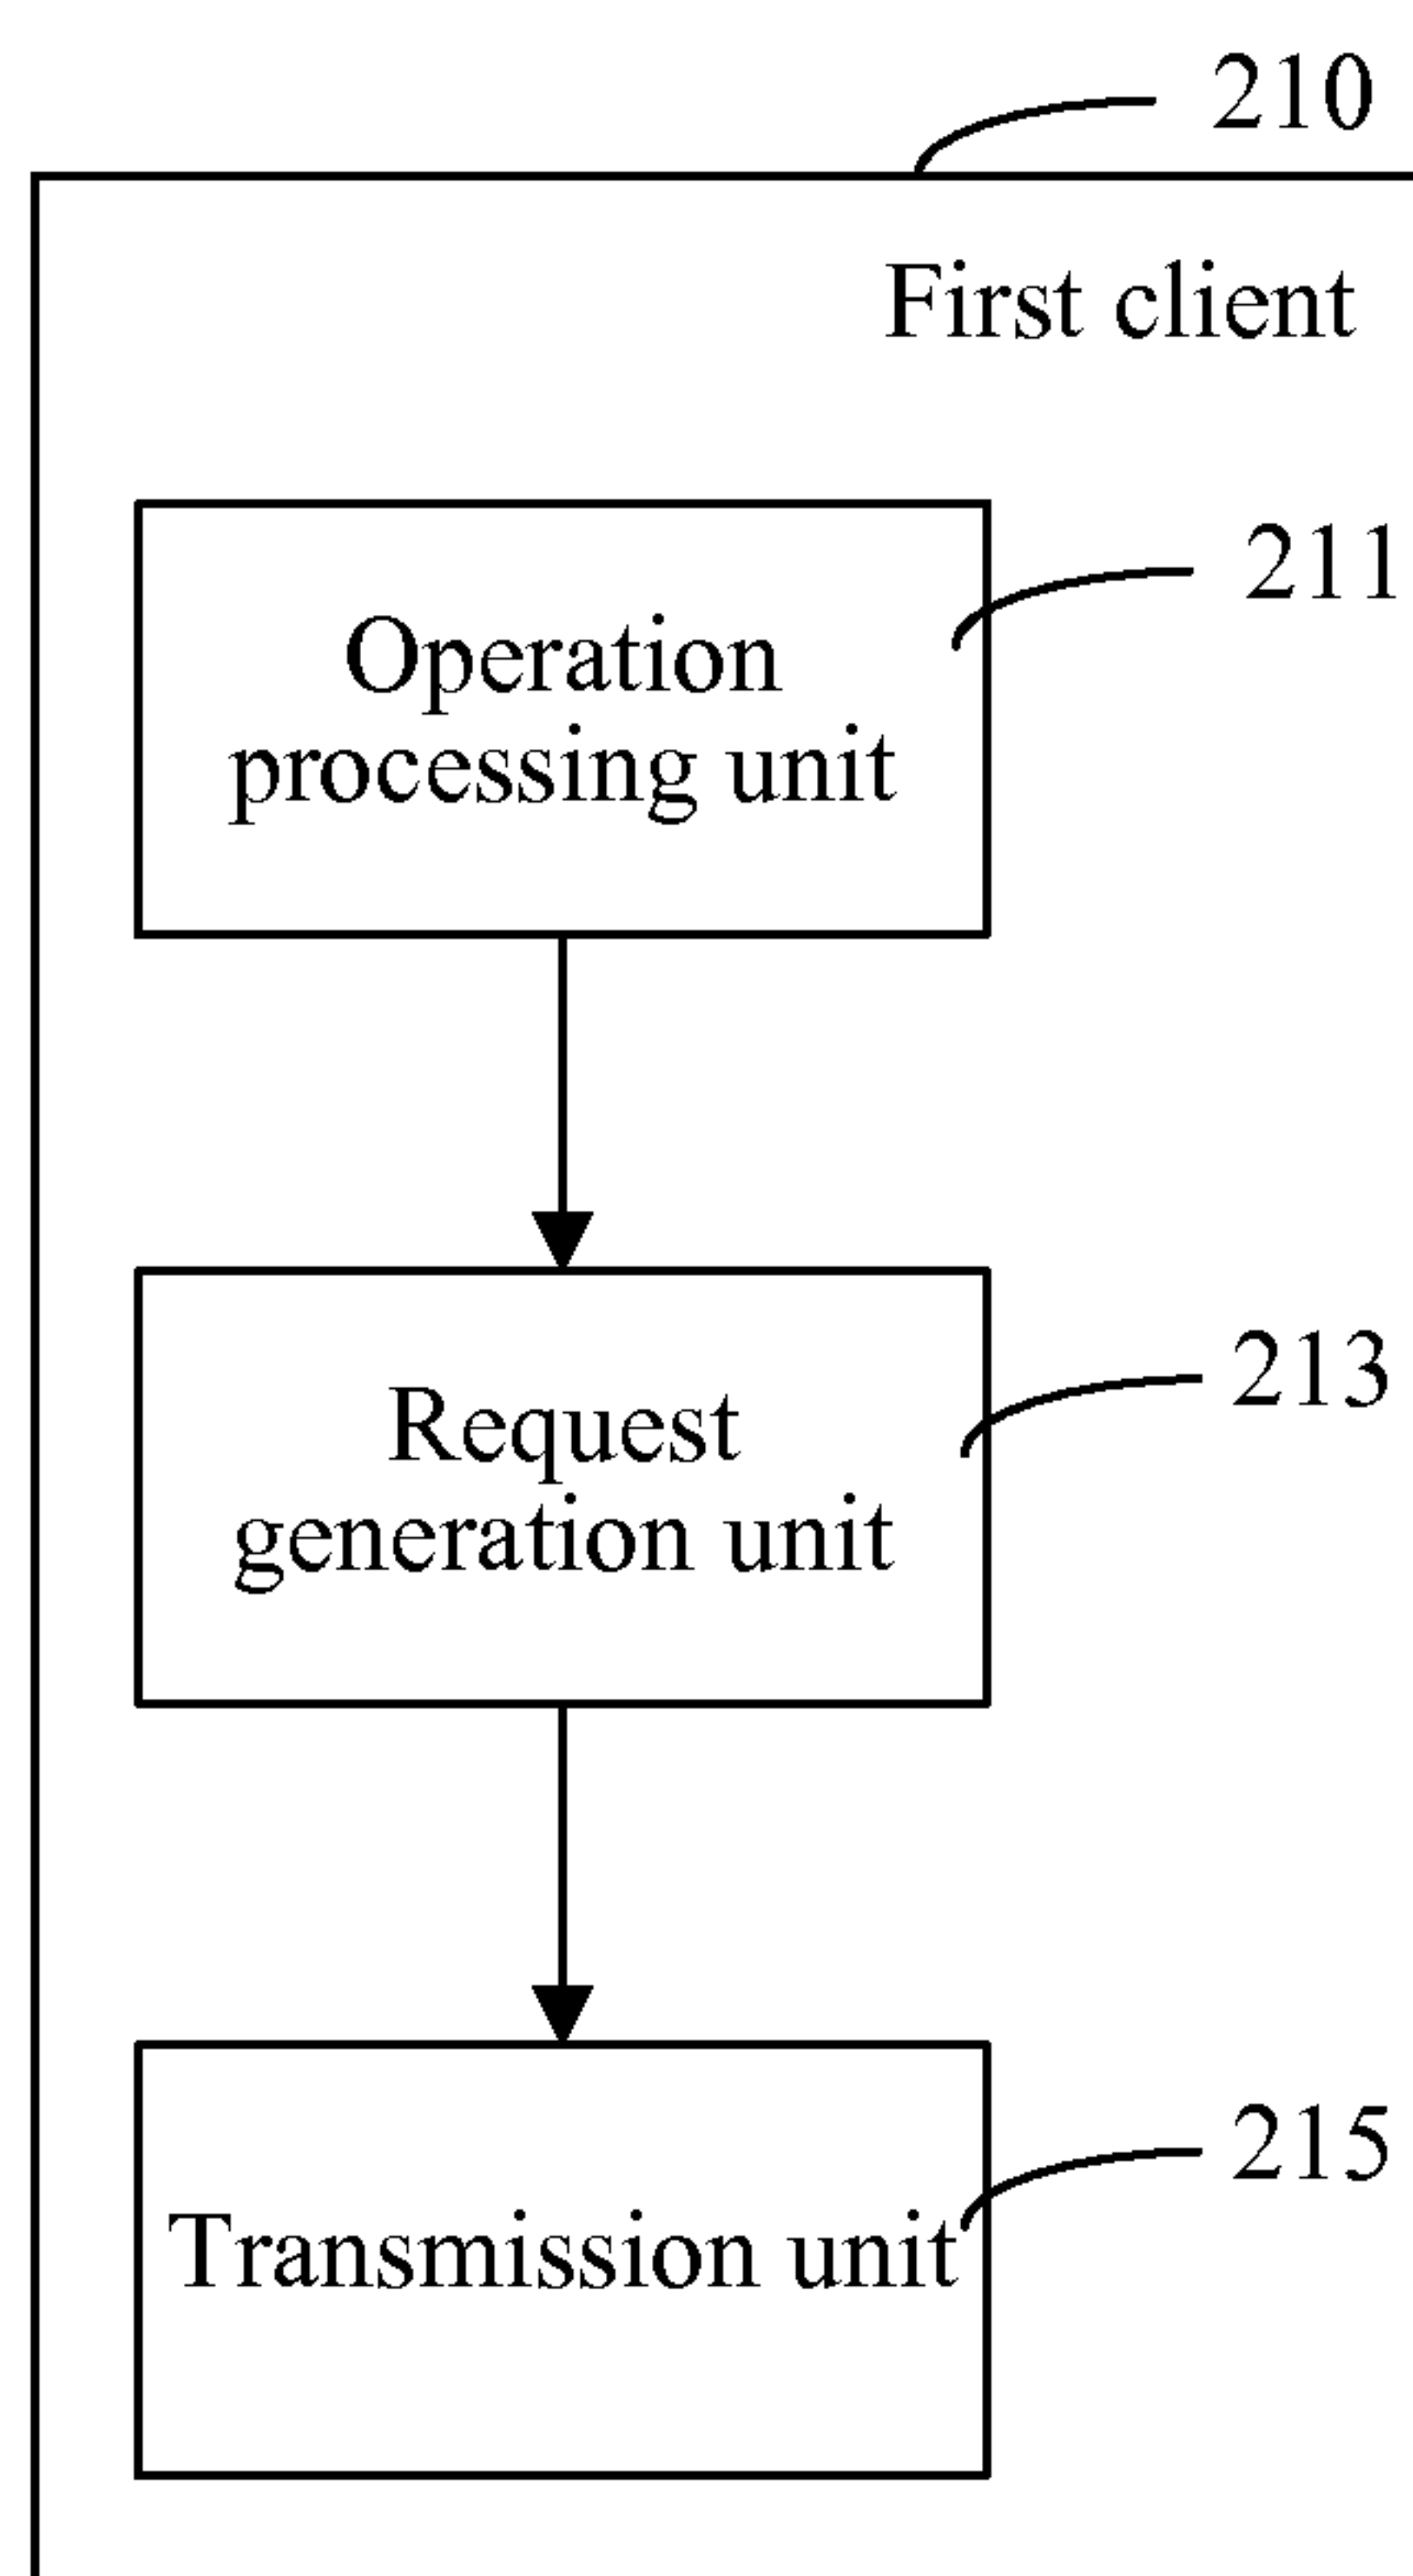 210
First client
211
Operation
processing unit
213
Request
generation unit
215
Transmission unit